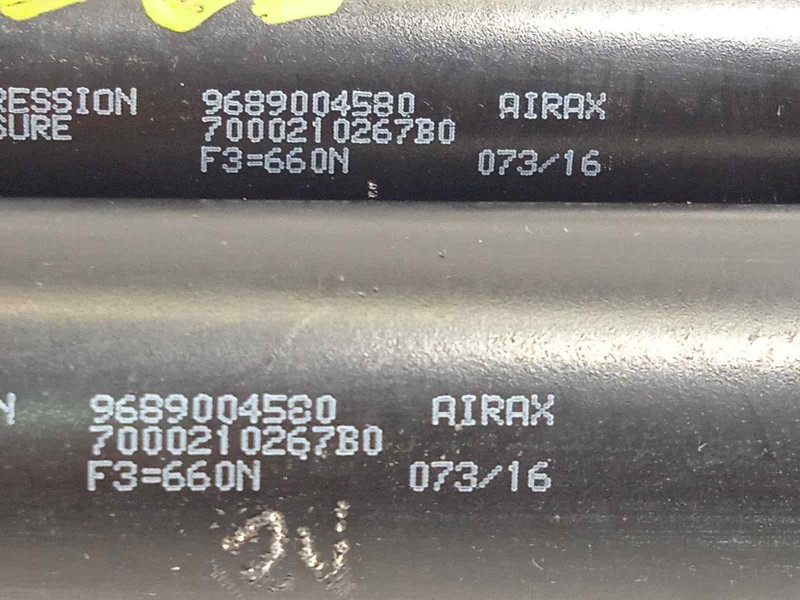 RESSION 9689004580 AIRAX
SURE 7000210267B0
F3=660N 073/16
N 9689004580 AIRAX
7000210267B0
F3=660N 073/16